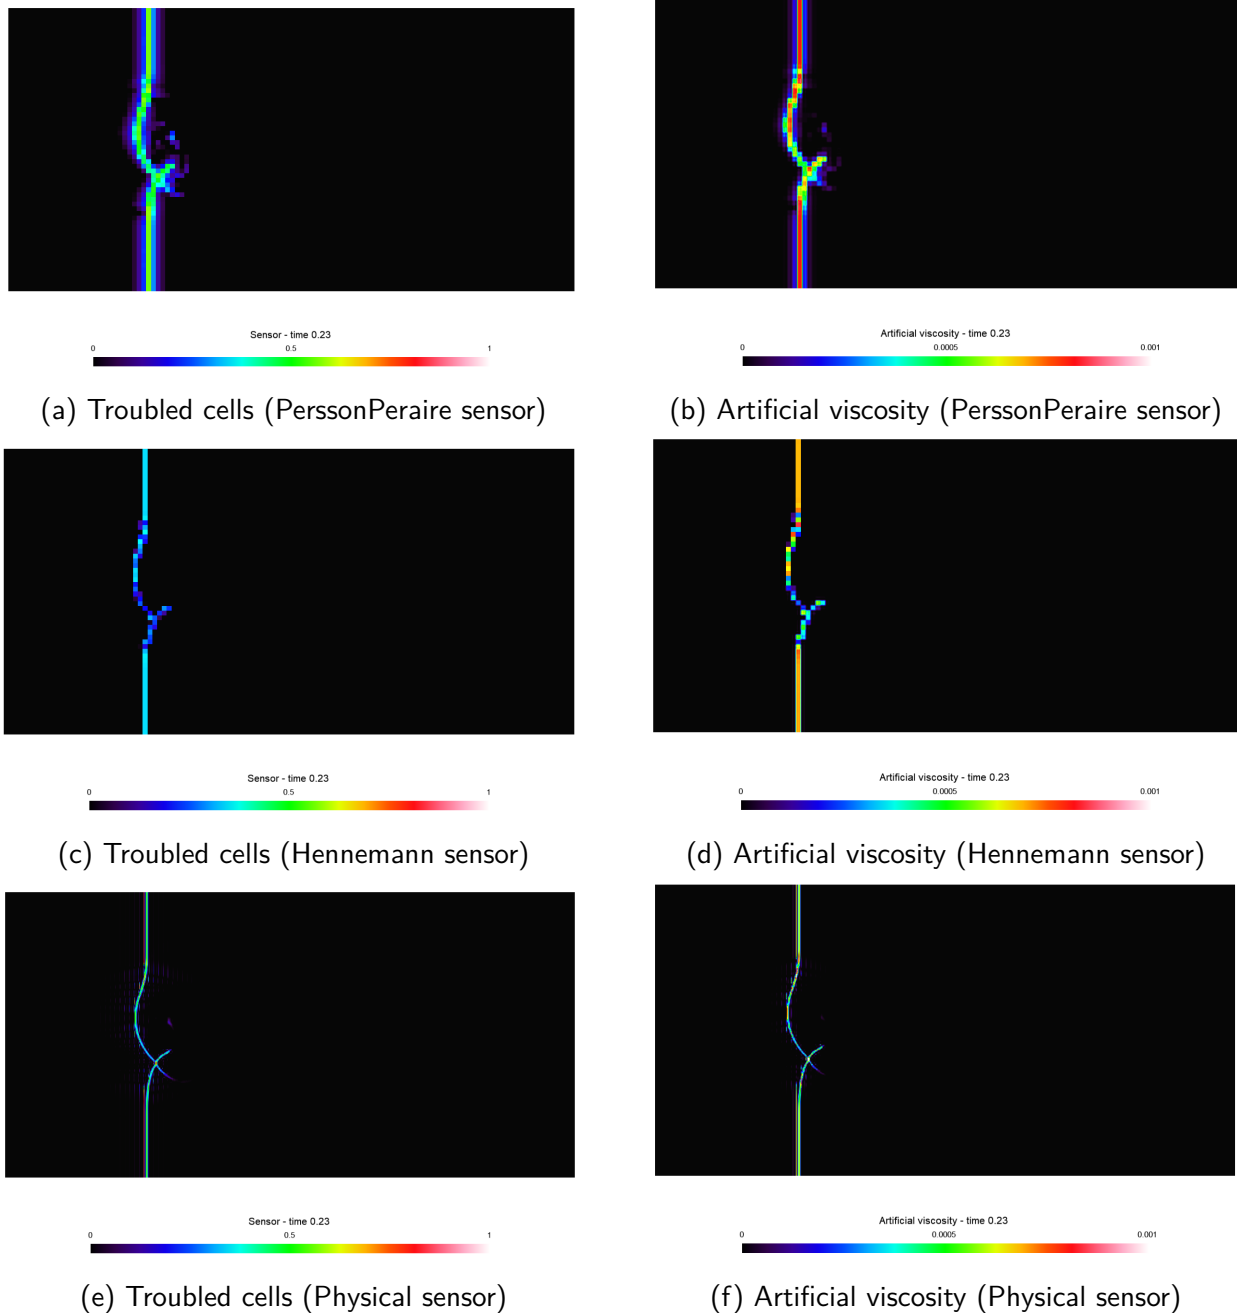 Sensor - time 0.23
0 0.5 1
Artificial viscosity - time 0.23
0 0.0005 0.001
(a) Troubled cells (PerssonPeraire sensor)
(b) Artificial viscosity (PerssonPeraire sensor)
Sensor - time 0.23
0 0.5 1
Artificial viscosity - time 0.23
0 0.0005 0.001
(c) Troubled cells (Hennemann sensor)
(d) Artificial viscosity (Hennemann sensor)
Sensor - time 0.23
0 0.5 1
Artificial viscosity - time 0.23
0 0.0005 0.001
(e) Troubled cells (Physical sensor)
(f) Artificial viscosity (Physical sensor)